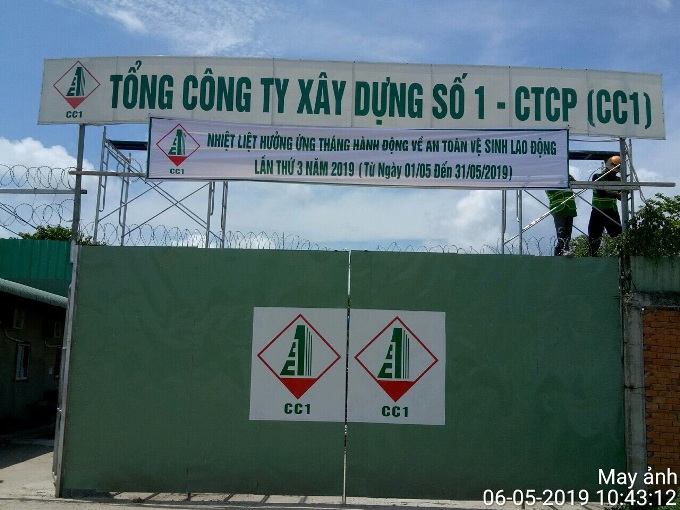 TỔNG CÔNG TY XÂY DỰNG SỐ 1 - CTCP (CC1)
CC1
NHIỆT LIỆT HƯỞNG ỨNG THÁNG HÀNH ĐỘNG VỀ AN TOÀN VỆ SINH LAO ĐỘNG
LẦN THỨ 3 NĂM 2019 (Từ Ngày 01/05 Đến 31/05/2019)
CC1
CC1
CC1
May ảnh
06-05-2019 10:43:12